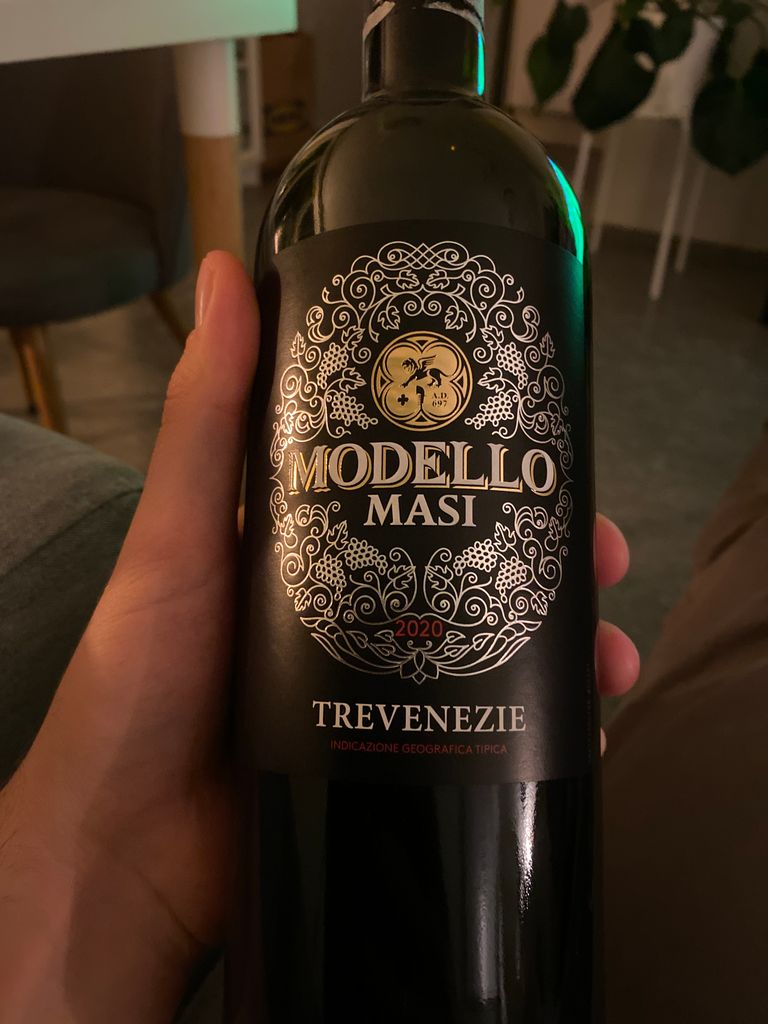 A.D.
697
MODELLO
MASI
2020
TREVENEZIE
INDICAZIONE GEOGRAFICA TIPICA